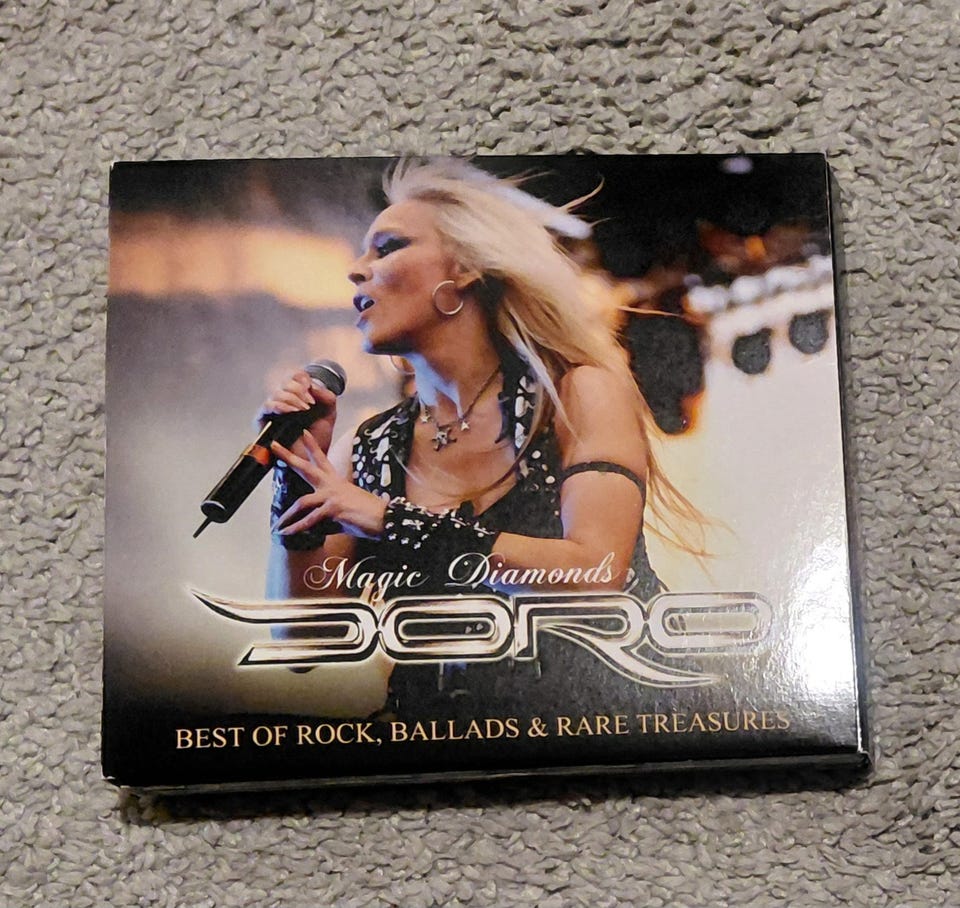 Magic Diamonds
DORO
BEST OF ROCK, BALLADS & RARE TREASURES